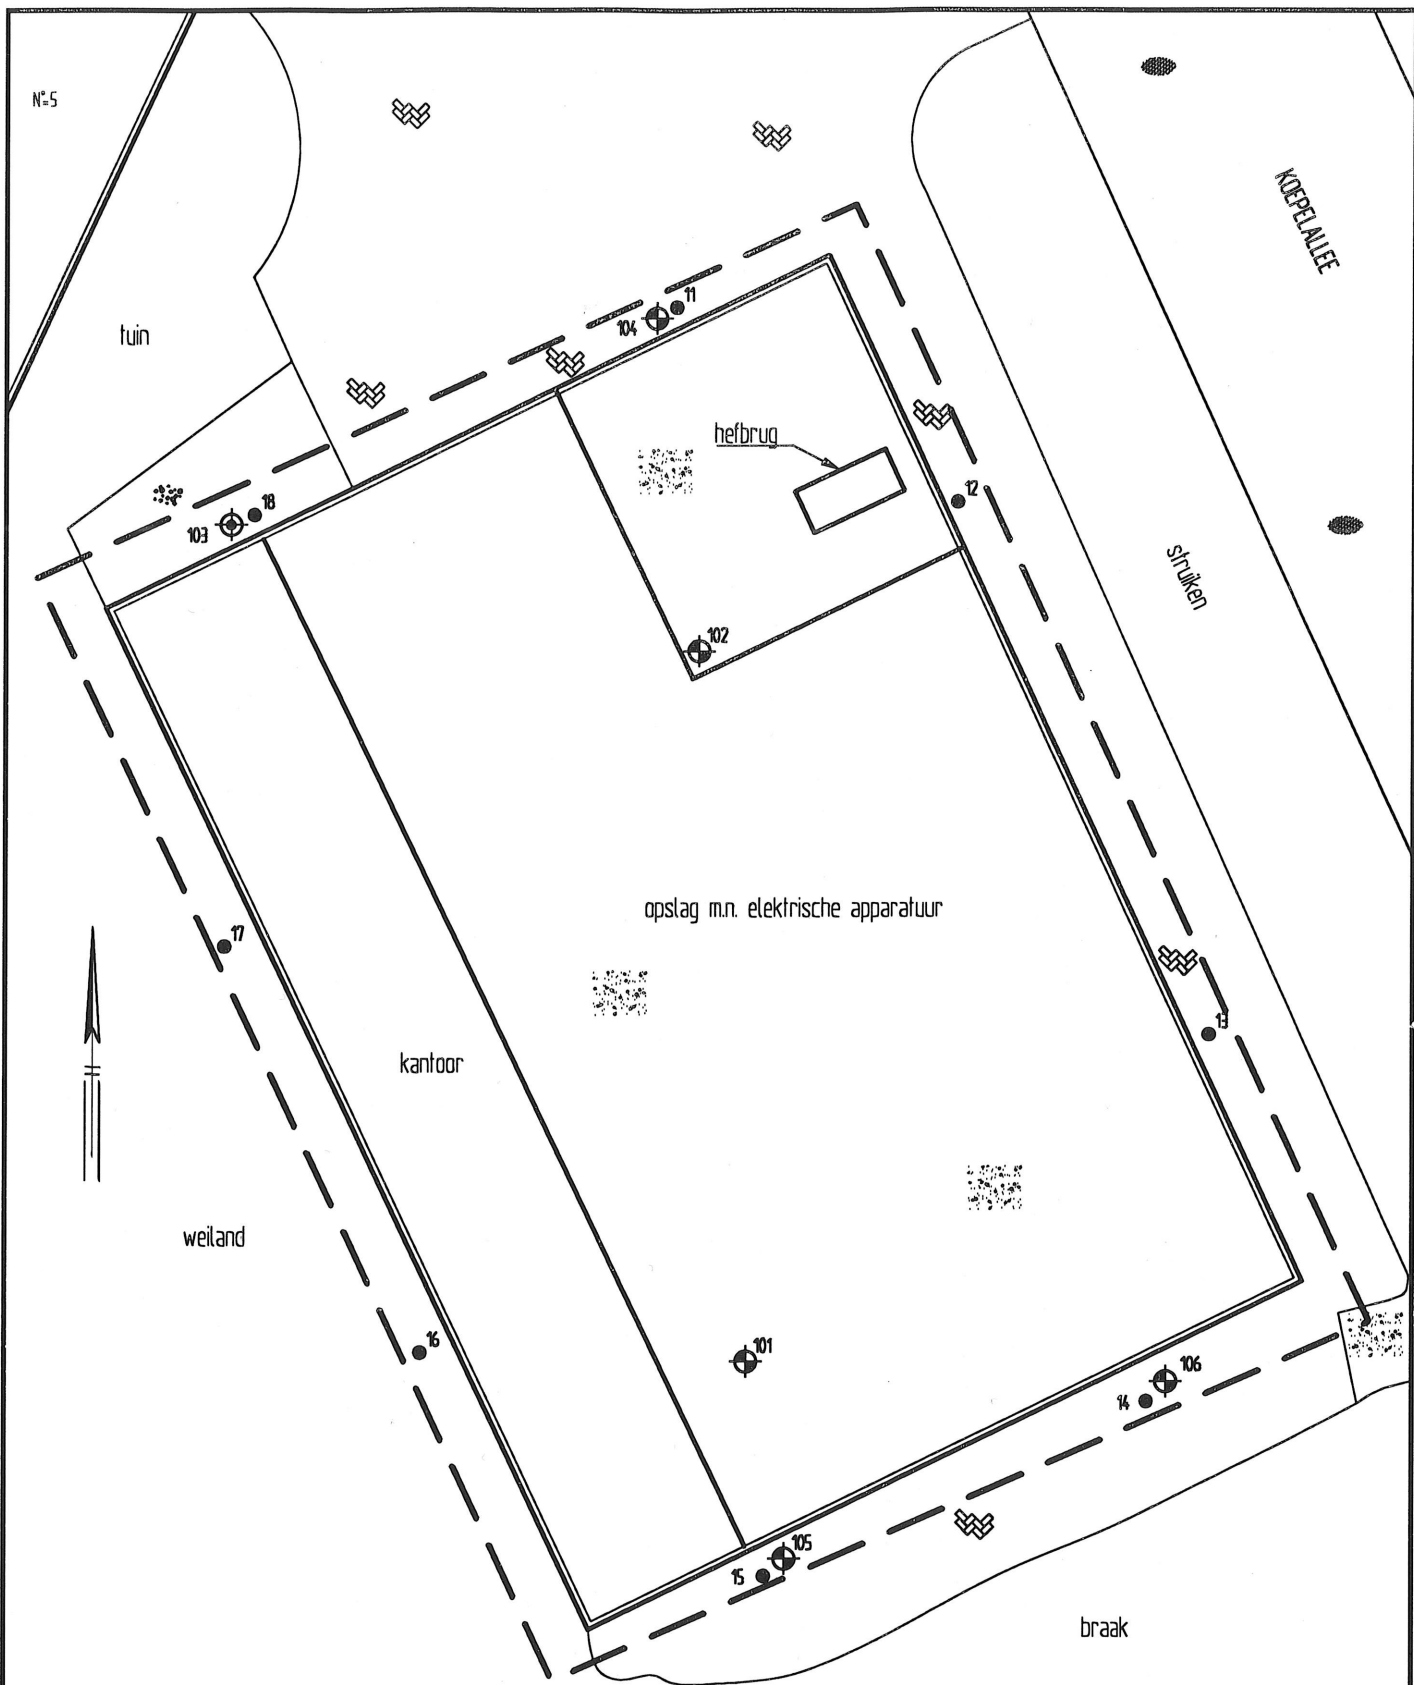 N°=5
KOEPELALLEE
tuin
11
104
hefbrug
12
18
103
struiken
102
opslag m.n. elektrische apparatuur
17
13
kantoor
weiland
16
101
106
14
105
15
braak